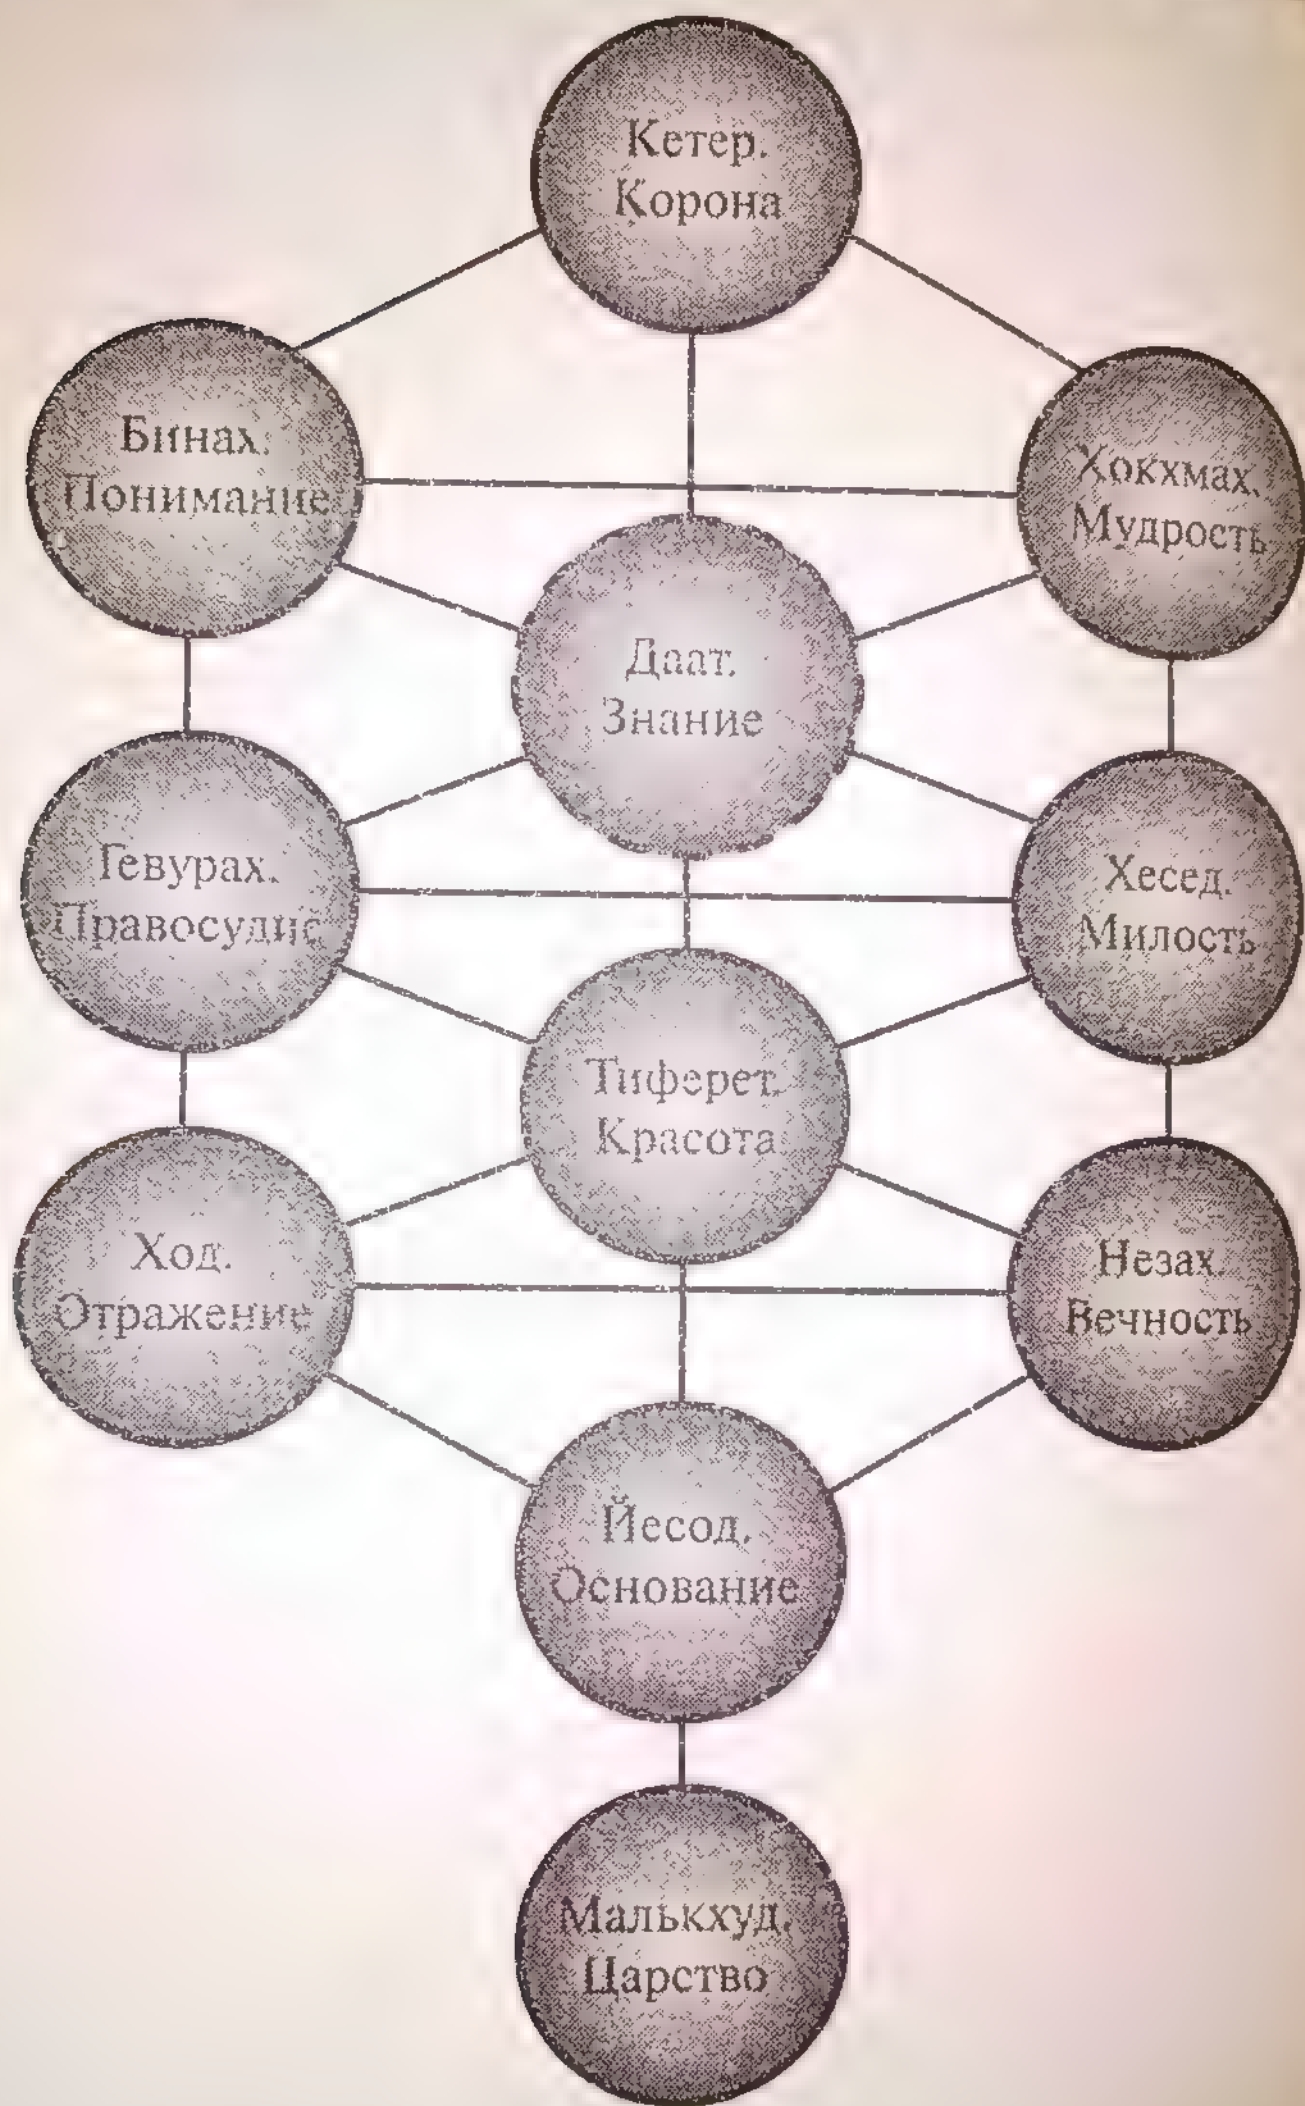 Кетер.
Корона
Бинах.
Понимание
Хокхмах.
Мудрость
Даат.
Знание
Гевурах.
Правосудие
Хесед.
Милость
Тиферет.
Красота
Ход.
Отражение
Незах.
Вечность
Йесод.
Основание
Малькхуд.
Царство